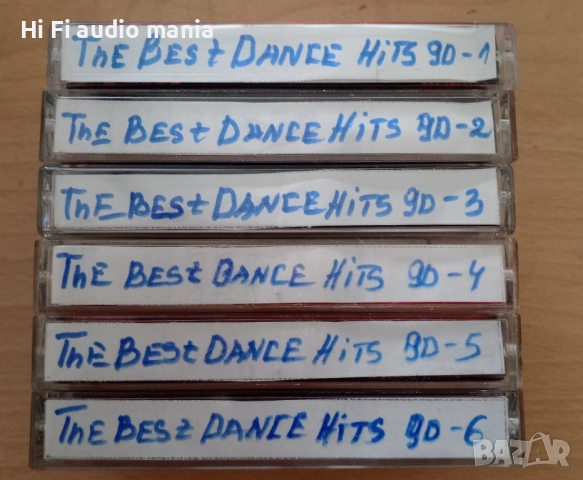 Hi Fi audio mania
ThE BEST DANCE HiTS 90-1
ThE BEST DANCE HiTS 90-2
ThE BEST DANCE HiTS 90-3
ThE BEST DANCE HiTS 90-4
ThE BEST DANCE HiTS 90-5
ThE BEST DANCE HiTS 90-6
BAZAR